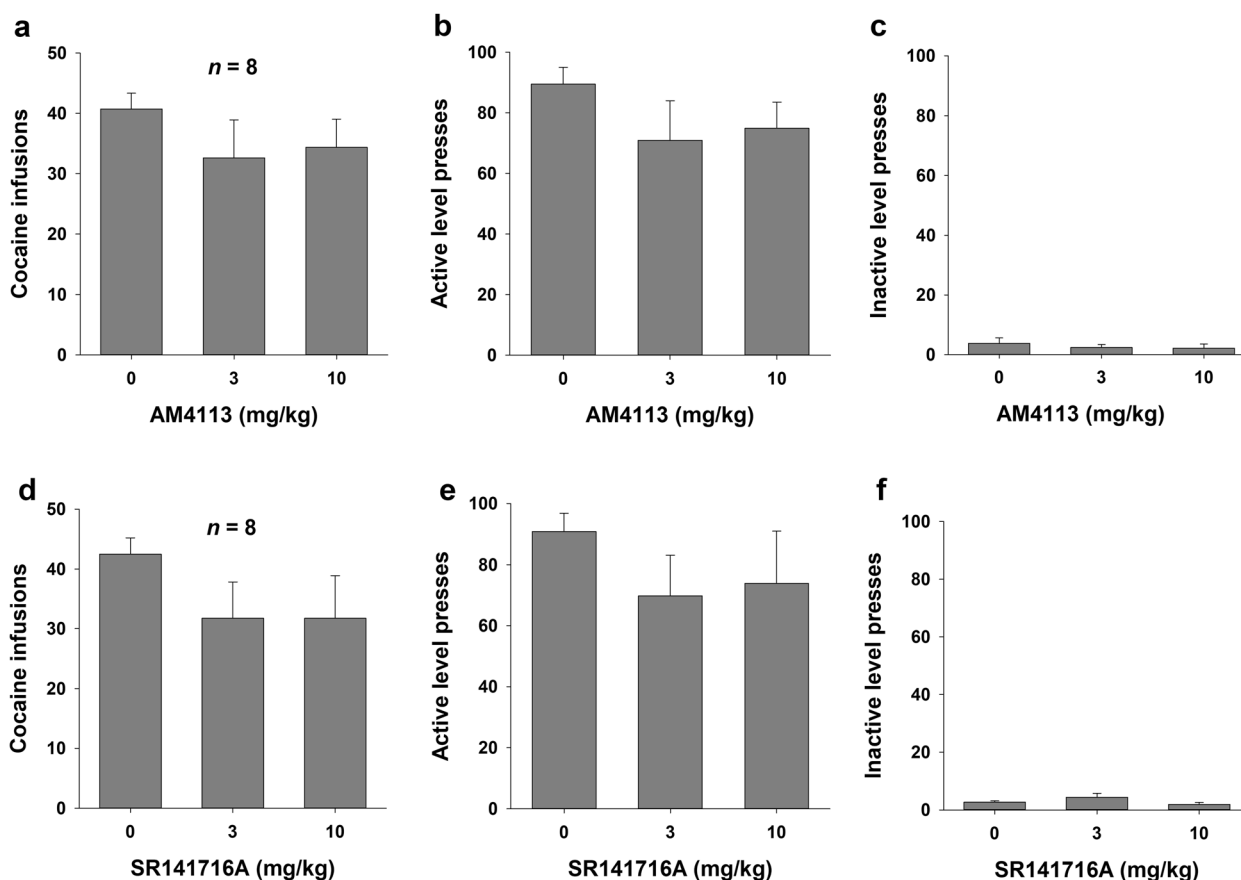 a
Cocaine infusions
50
40
30
20
10
0
n = 8
0 3 10
AM4113 (mg/kg)
b
Active level presses
100
80
60
40
20
0
0 3 10
AM4113 (mg/kg)
c
Inactive level presses
100
80
60
40
20
0
0 3 10
AM4113 (mg/kg)
d
Cocaine infusions
50
40
30
20
10
0
n = 8
0 3 10
SR141716A (mg/kg)
e
Active level presses
100
80
60
40
20
0
0 3 10
SR141716A (mg/kg)
f
Inactive level presses
100
80
60
40
20
0
0 3 10
SR141716A (mg/kg)